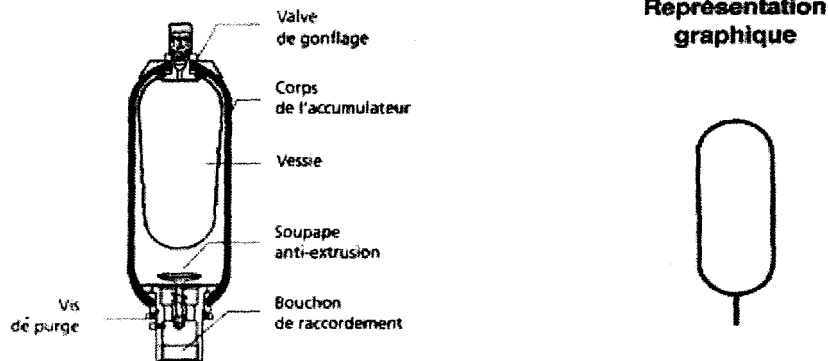 Valve
de gonflage
Corps
de l'accumulateur
Vessie
Soupape
anti-extrusion
Vis
de purge
Bouchon
de raccordement
Représentation
graphique